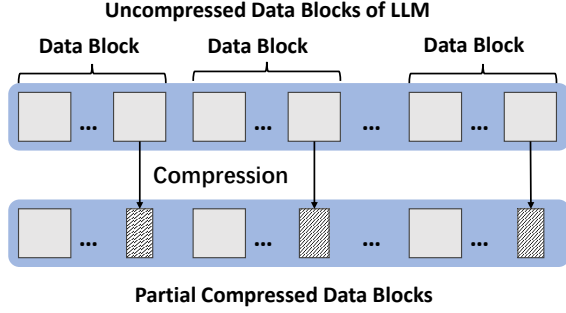 Uncompressed Data Blocks of LLM
Data Block Data Block Data Block
... ... ... ...
Compression
... ... ... ...
Partial Compressed Data Blocks